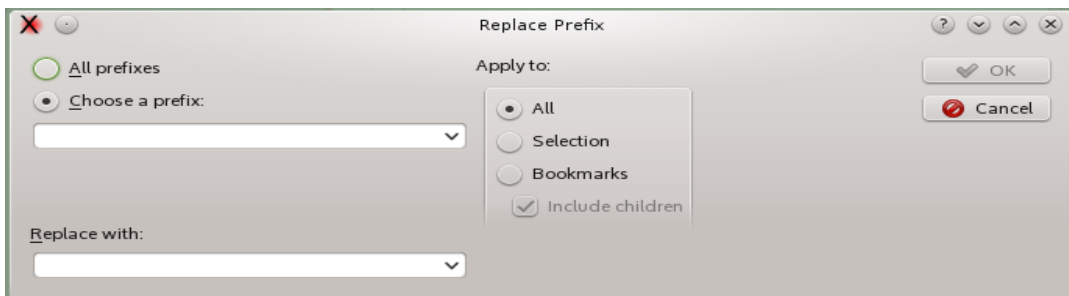 Replace Prefix
All prefixes
Choose a prefix:
Apply to:
All
Selection
Bookmarks
Include children
Replace with:
OK
Cancel